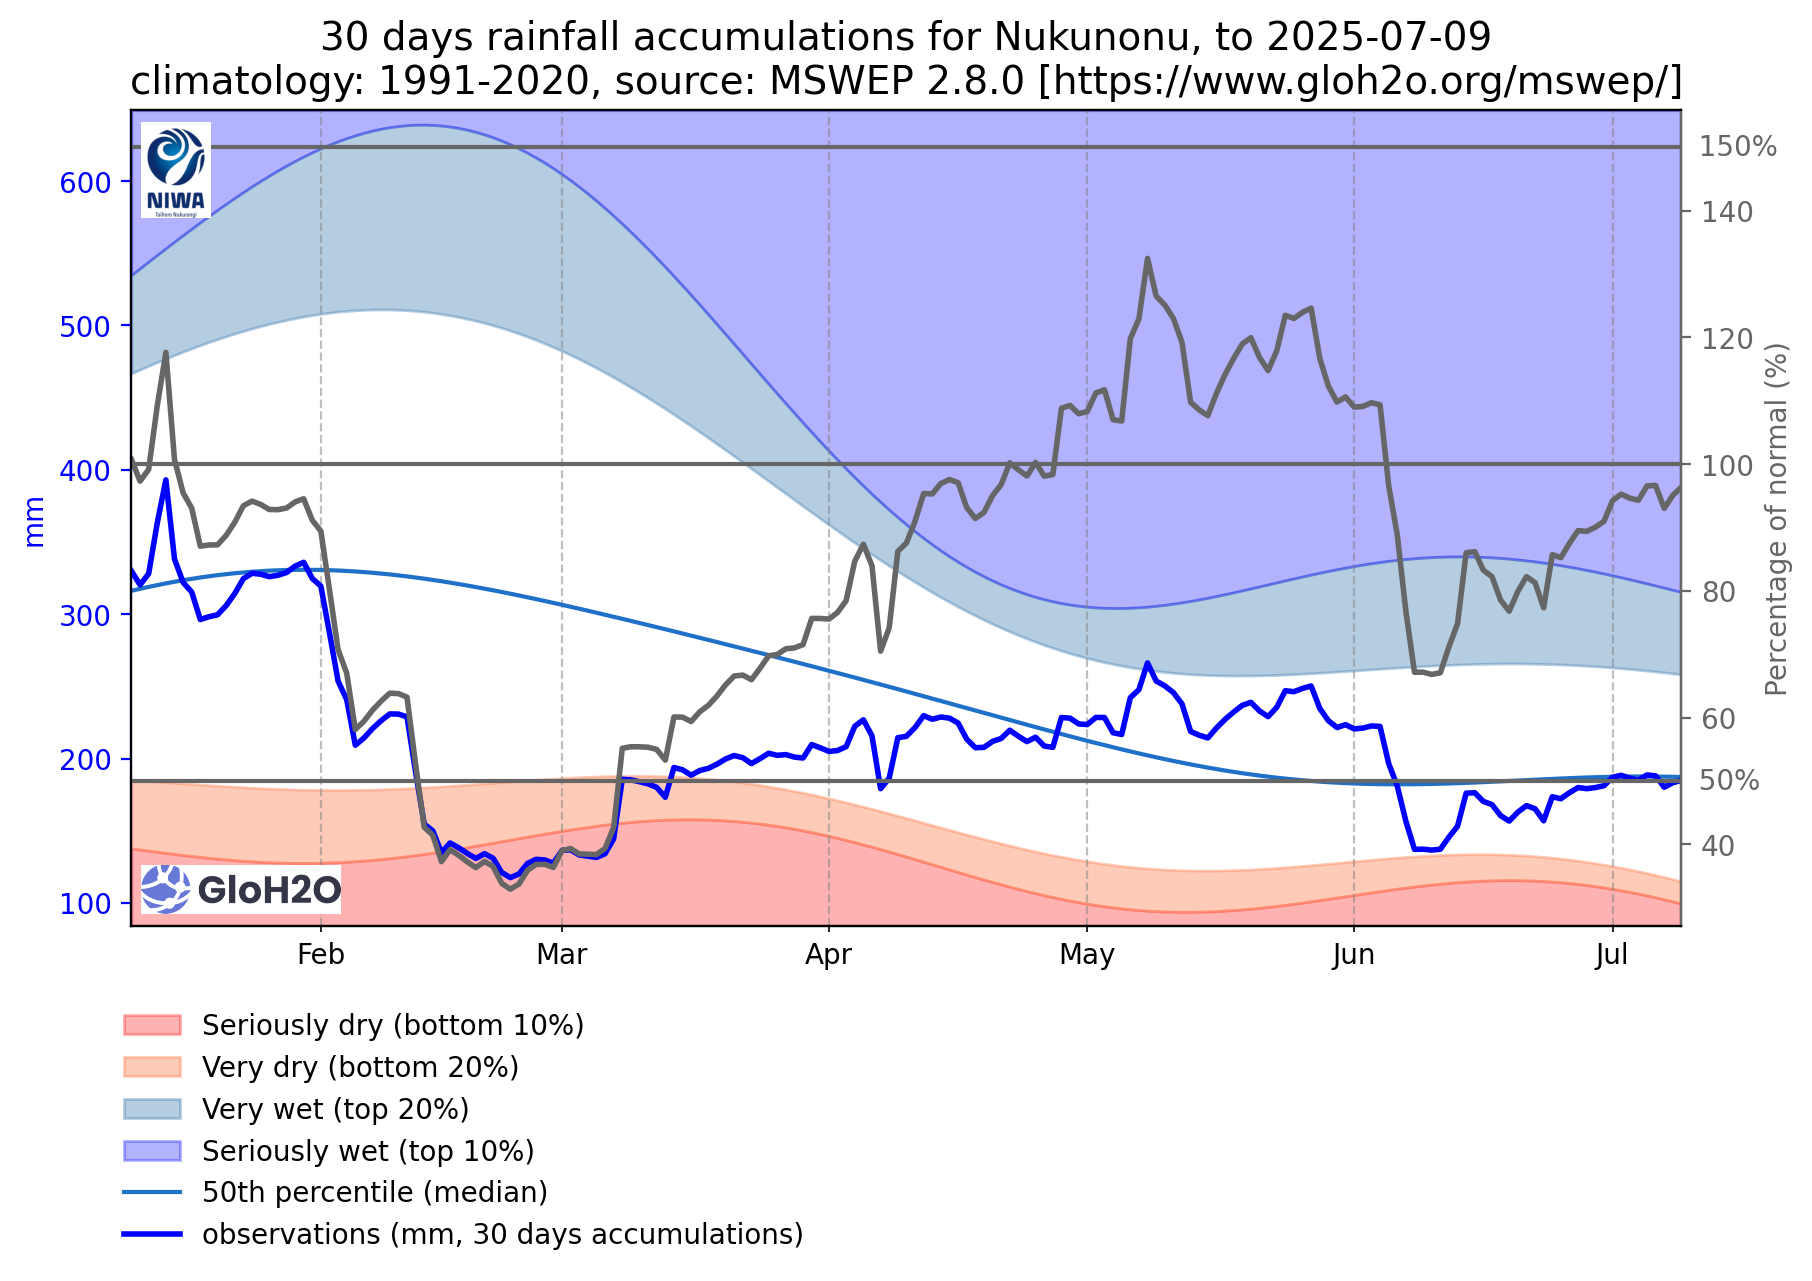 30 days rainfall accumulations for Nukunonu, to 2025-07-09
climatology: 1991-2020, source: MSWEP 2.8.0 [https://www.gloh2o.org/mswep/]
NIWA
Taihoro Nukurangi
GloH2O
mm
600
500
400
300
200
100
150%
140
120
100
80
60
50%
40
Percentage of normal (%)
Feb
Mar
Apr
May
Jun
Jul
Seriously dry (bottom 10%)
Very dry (bottom 20%)
Very wet (top 20%)
Seriously wet (top 10%)
50th percentile (median)
observations (mm, 30 days accumulations)